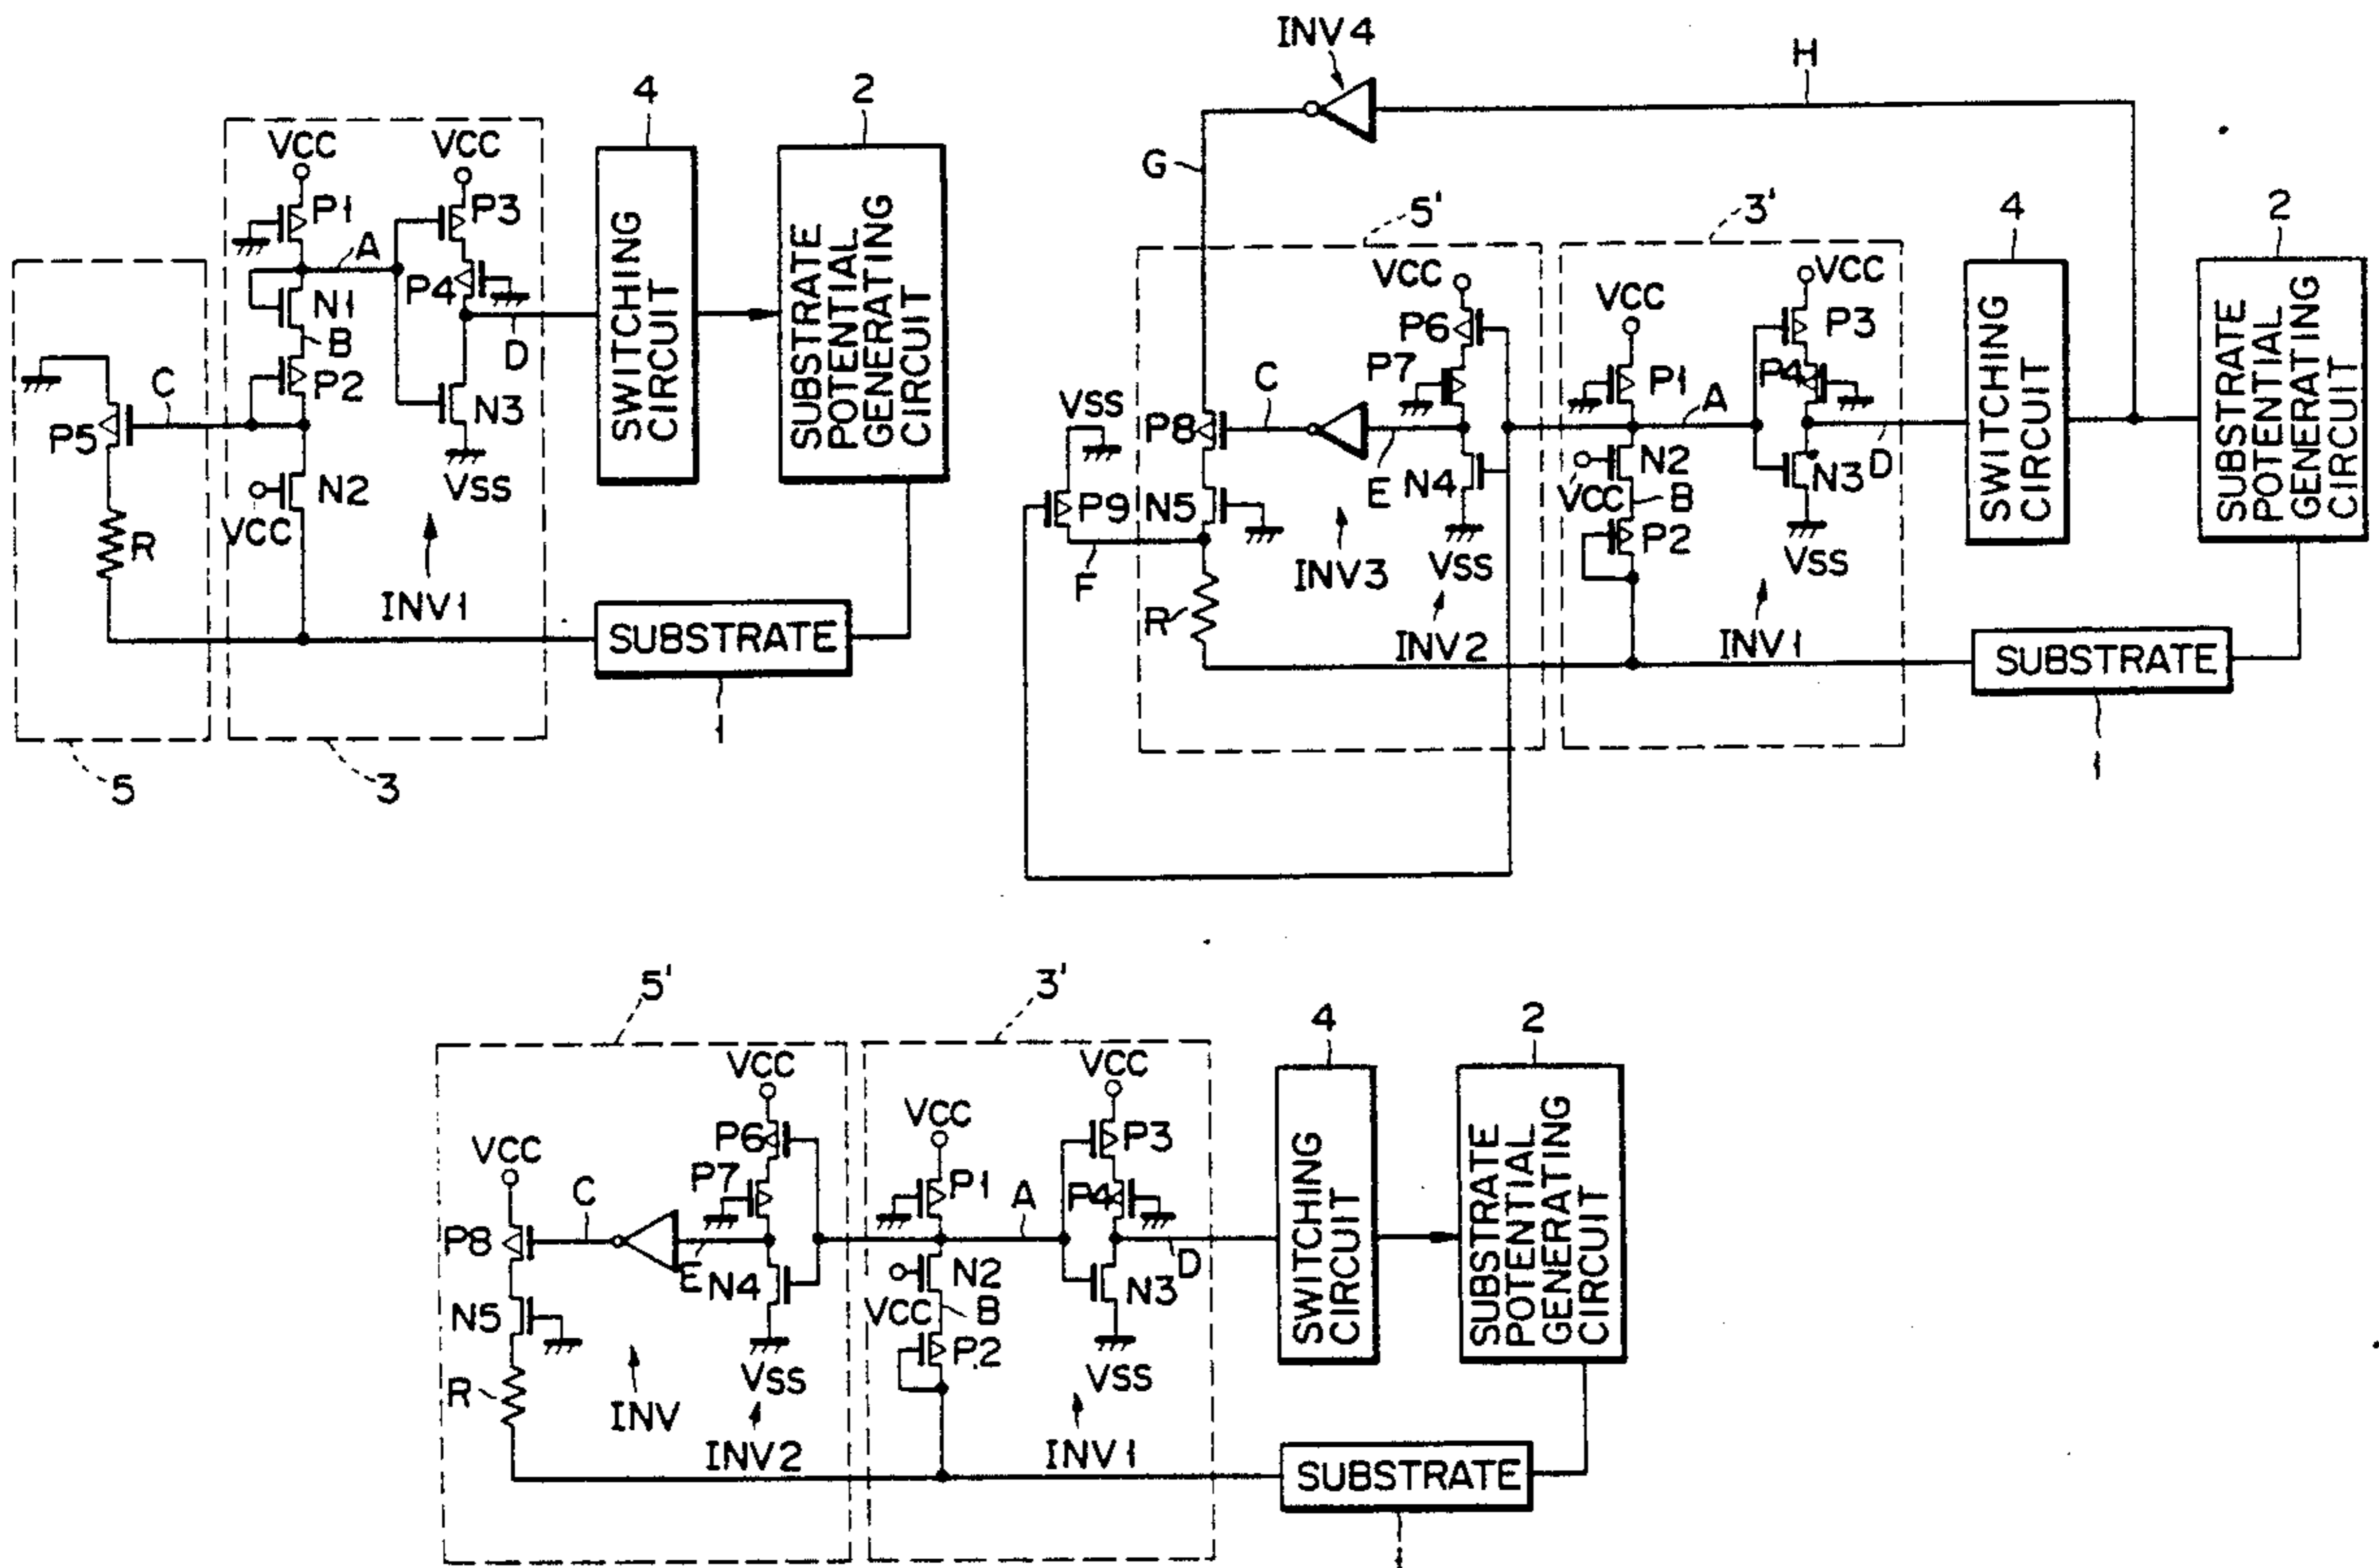 4
2
VCC
VCC
P1
P3
A
P4
N1
B
P2
C
P5
N2
VCC
N3
VSS
D
R
INV1
SWITCHING
CIRCUIT
SUBSTRATE
POTENTIAL
GENERATING
CIRCUIT
SUBSTRATE
1
5
3
INV4
H
G
5'
3'
4
2
VCC
VCC
VCC
P6
P3
P7
P1
P4
P8
C
A
VSS
E
N4
N2
VCC
B
N3
D
P9
N5
P2
F
R
INV3
VSS
VSS
INV2
INV1
SWITCHING
CIRCUIT
SUBSTRATE
POTENTIAL
GENERATING
CIRCUIT
SUBSTRATE
1
5'
3'
4
2
VCC
VCC
VCC
VCC
P6
P3
P7
P1
P4
C
A
P8
E
N4
N2
VCC
B
N3
D
N5
P2
R
VSS
VSS
INV
INV2
INV1
SWITCHING
CIRCUIT
SUBSTRATE
POTENTIAL
GENERATING
CIRCUIT
SUBSTRATE
1